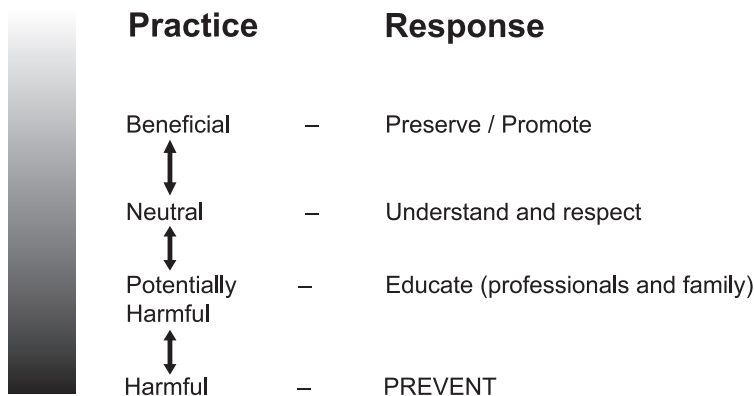 Practice Response
Beneficial – Preserve / Promote
Neutral – Understand and respect
Potentially – Educate (professionals and family)
Harmful
Harmful – PREVENT